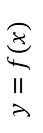 y = f(x)